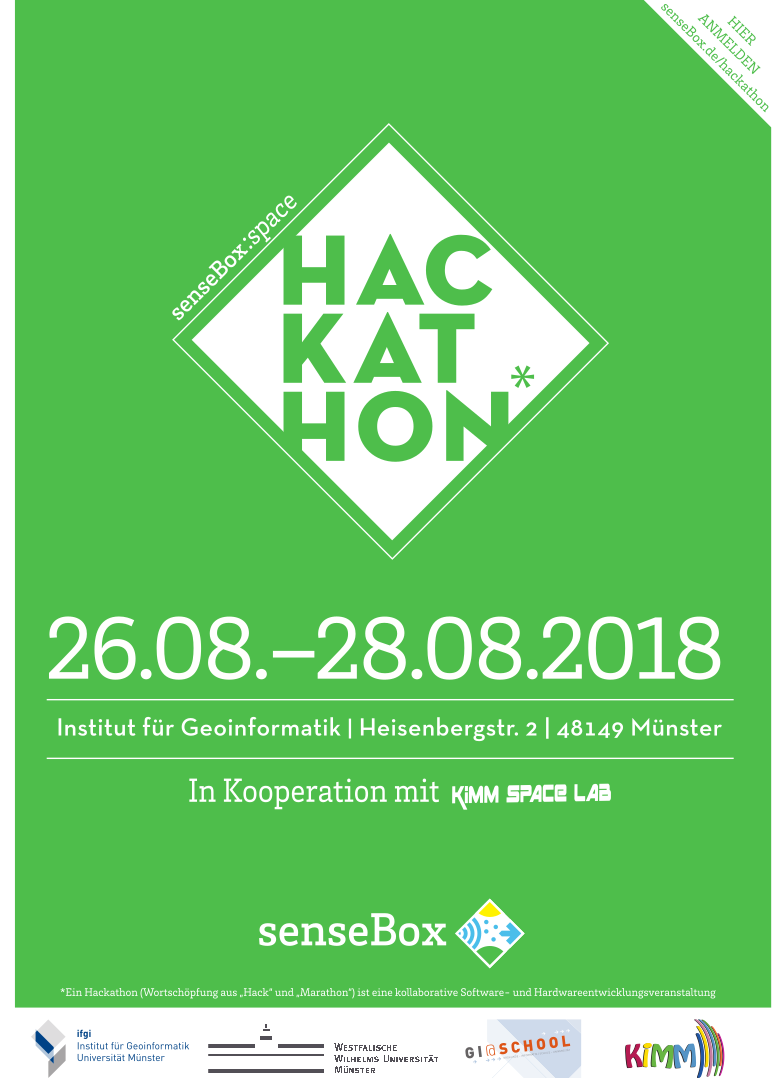 HIER
ANMELDEN
senseBox.de/hackathon
senseBox:space
HAC
KAT
HON*
26.08.–28.08.2018
Institut für Geoinformatik | Heisenbergstr. 2 | 48149 Münster
In Kooperation mit KiMM SPACE LAB
senseBox
*Ein Hackathon (Wortschöpfung aus „Hack“ und „Marathon“) ist eine kollaborative Software- und Hardwareentwicklungsveranstaltung
ifgi
Institut für Geoinformatik
Universität Münster
WESTFÄLISCHE
WILHELMS UNIVERSITÄT
MÜNSTER
GI@SCHOOL
KiMM